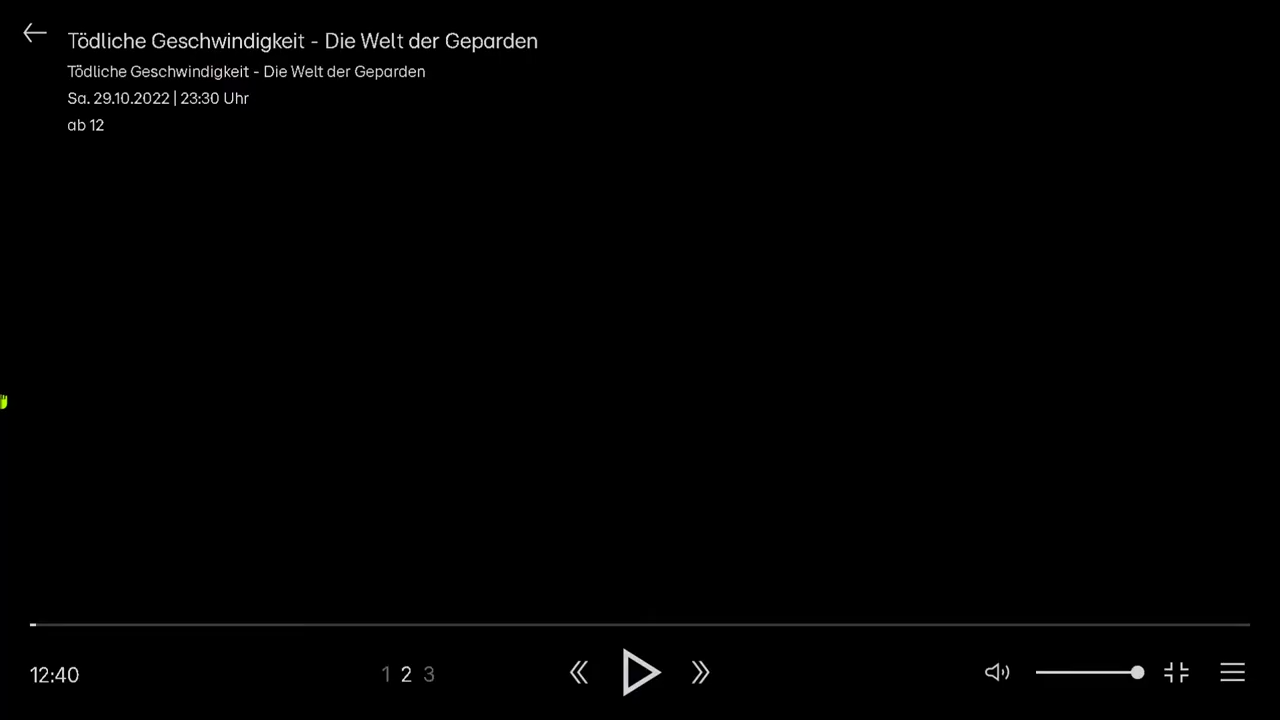 Tödliche Geschwindigkeit - Die Welt der Geparden
Tödliche Geschwindigkeit - Die Welt der Geparden
Sa. 29.10.2022 | 23:30 Uhr
ab 12
12:40
1 2 3